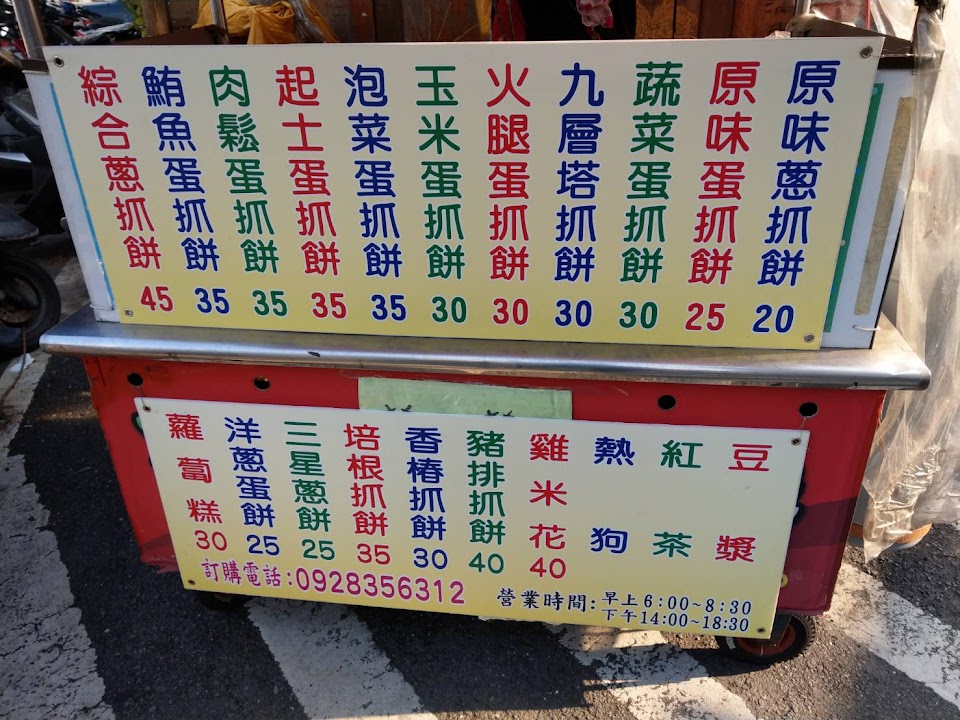 原味蔥抓餅 20
原味蛋抓餅 25
蔬菜蛋抓餅 30
九層塔抓餅 30
火腿蛋抓餅 30
玉米蛋抓餅 30
泡菜蛋抓餅 35
起士蛋抓餅 35
肉鬆蛋抓餅 35
鮪魚蛋抓餅 35
綜合蔥抓餅 45
豆漿
紅茶
熱狗
雞米花 40
豬排抓餅 40
香椿抓餅 30
培根抓餅 35
三星蔥餅 25
洋蔥蛋餅 25
蘿蔔糕 30
訂購電話:0928356312
營業時間:早上6:00~8:30
下午14:00~18:30